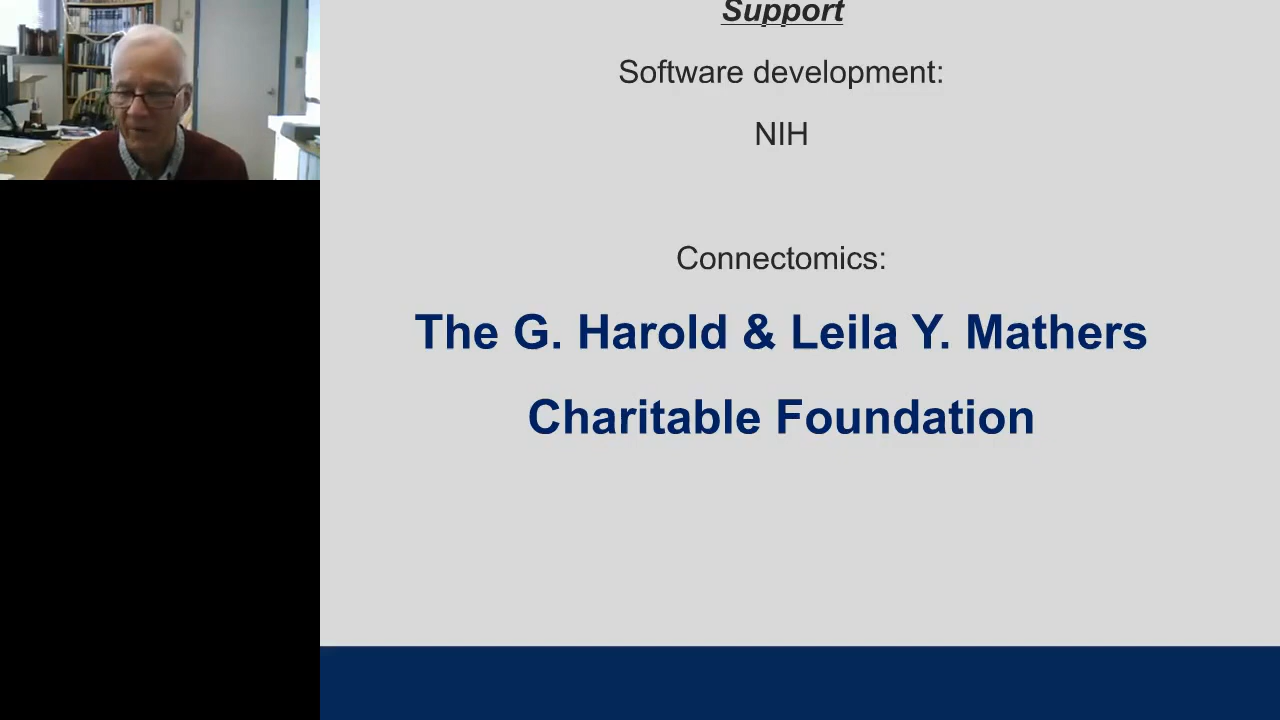 Support
Software development:
NIH
Connectomics:
The G. Harold & Leila Y. Mathers
Charitable Foundation